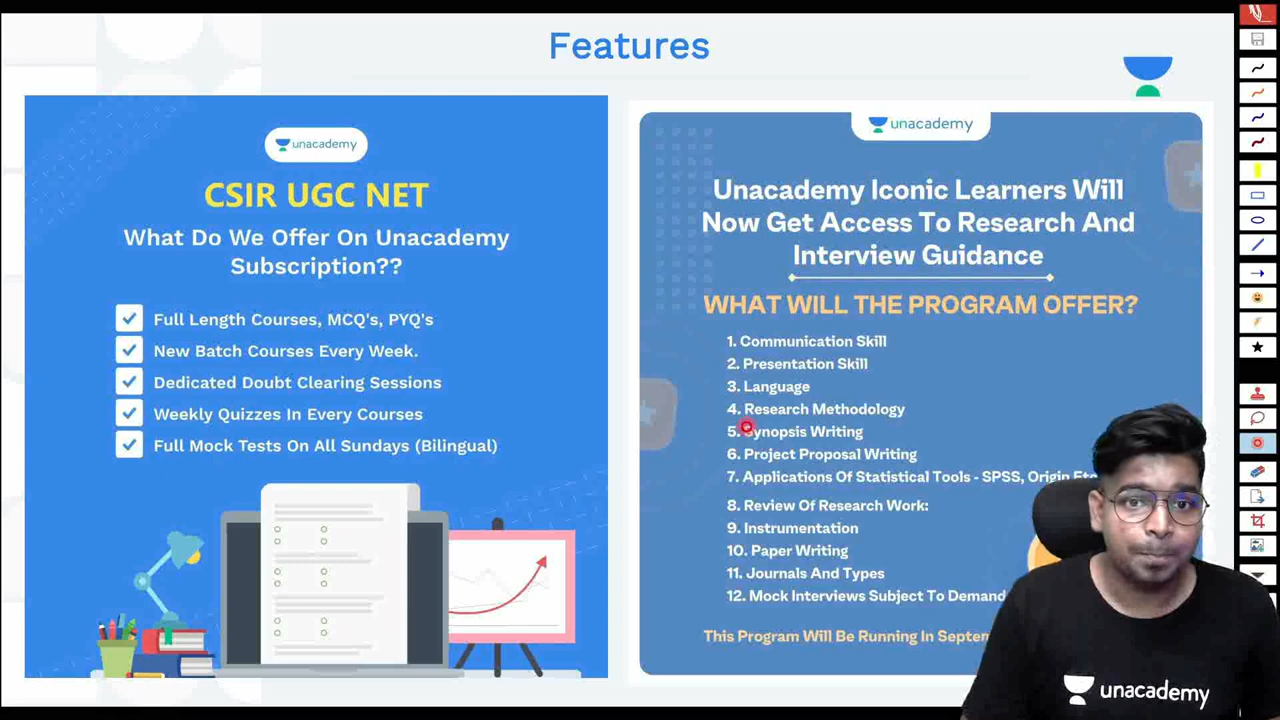 Features
unacademy
CSIR UGC NET
What Do We Offer On Unacademy
Subscription??
Full Length Courses, MCQ's, PYQ's
New Batch Courses Every Week.
Dedicated Doubt Clearing Sessions
Weekly Quizzes In Every Courses
Full Mock Tests On All Sundays (Bilingual)
unacademy
Unacademy Iconic Learners Will
Now Get Access To Research And
Interview Guidance
WHAT WILL THE PROGRAM OFFER?
1. Communication Skill
2. Presentation Skill
3. Language
4. Research Methodology
5. Synopsis Writing
6. Project Proposal Writing
7. Applications Of Statistical Tools - SPSS, Origin Etc
8. Review Of Research Work:
9. Instrumentation
10. Paper Writing
11. Journals And Types
12. Mock Interviews Subject To Demand
This Program Will Be Running In
unacademy